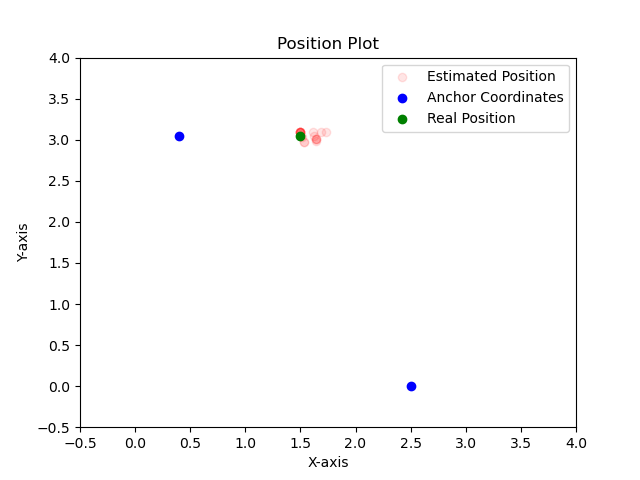 Position Plot
Estimated Position
Anchor Coordinates
Real Position
Y-axis
4.0
3.5
3.0
2.5
2.0
1.5
1.0
0.5
0.0
−0.5
−0.5 0.0 0.5 1.0 1.5 2.0 2.5 3.0 3.5 4.0
X-axis